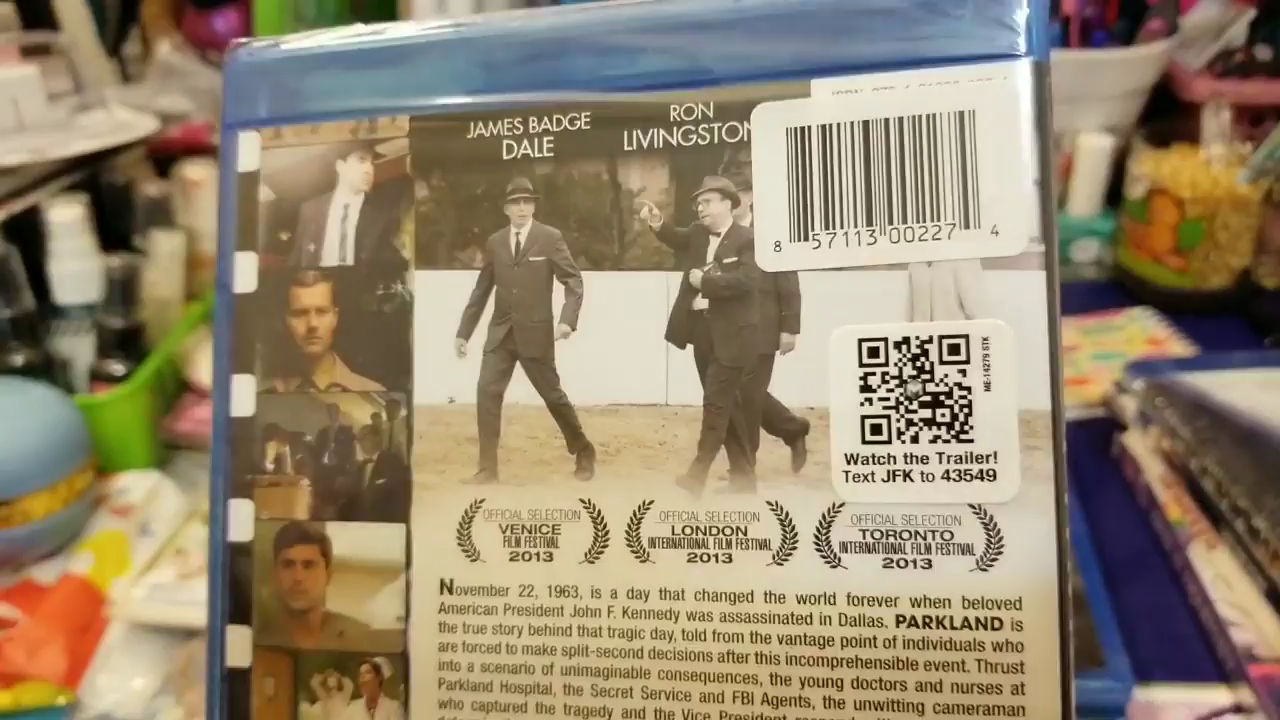 JAMES BADGE
DALE
RON
LIVINGSTON
8 57113 00227 4
ME-14279 STK
Watch the Trailer!
Text JFK to 43549
OFFICIAL SELECTION
VENICE
FILM FESTIVAL
2013
OFFICIAL SELECTION
LONDON
INTERNATIONAL FILM FESTIVAL
2013
OFFICIAL SELECTION
TORONTO
INTERNATIONAL FILM FESTIVAL
2013
November 22, 1963, is a day that changed the world forever when beloved
American President John F. Kennedy was assassinated in Dallas. PARKLAND is
the true story behind that tragic day, told from the vantage point of individuals who
are forced to make split-second decisions after this incomprehensible event. Thrust
into a scenario of unimaginable consequences, the young doctors and nurses at
Parkland Hospital, the Secret Service and FBI Agents, the unwitting cameraman
who captured the tragedy and the Vice President